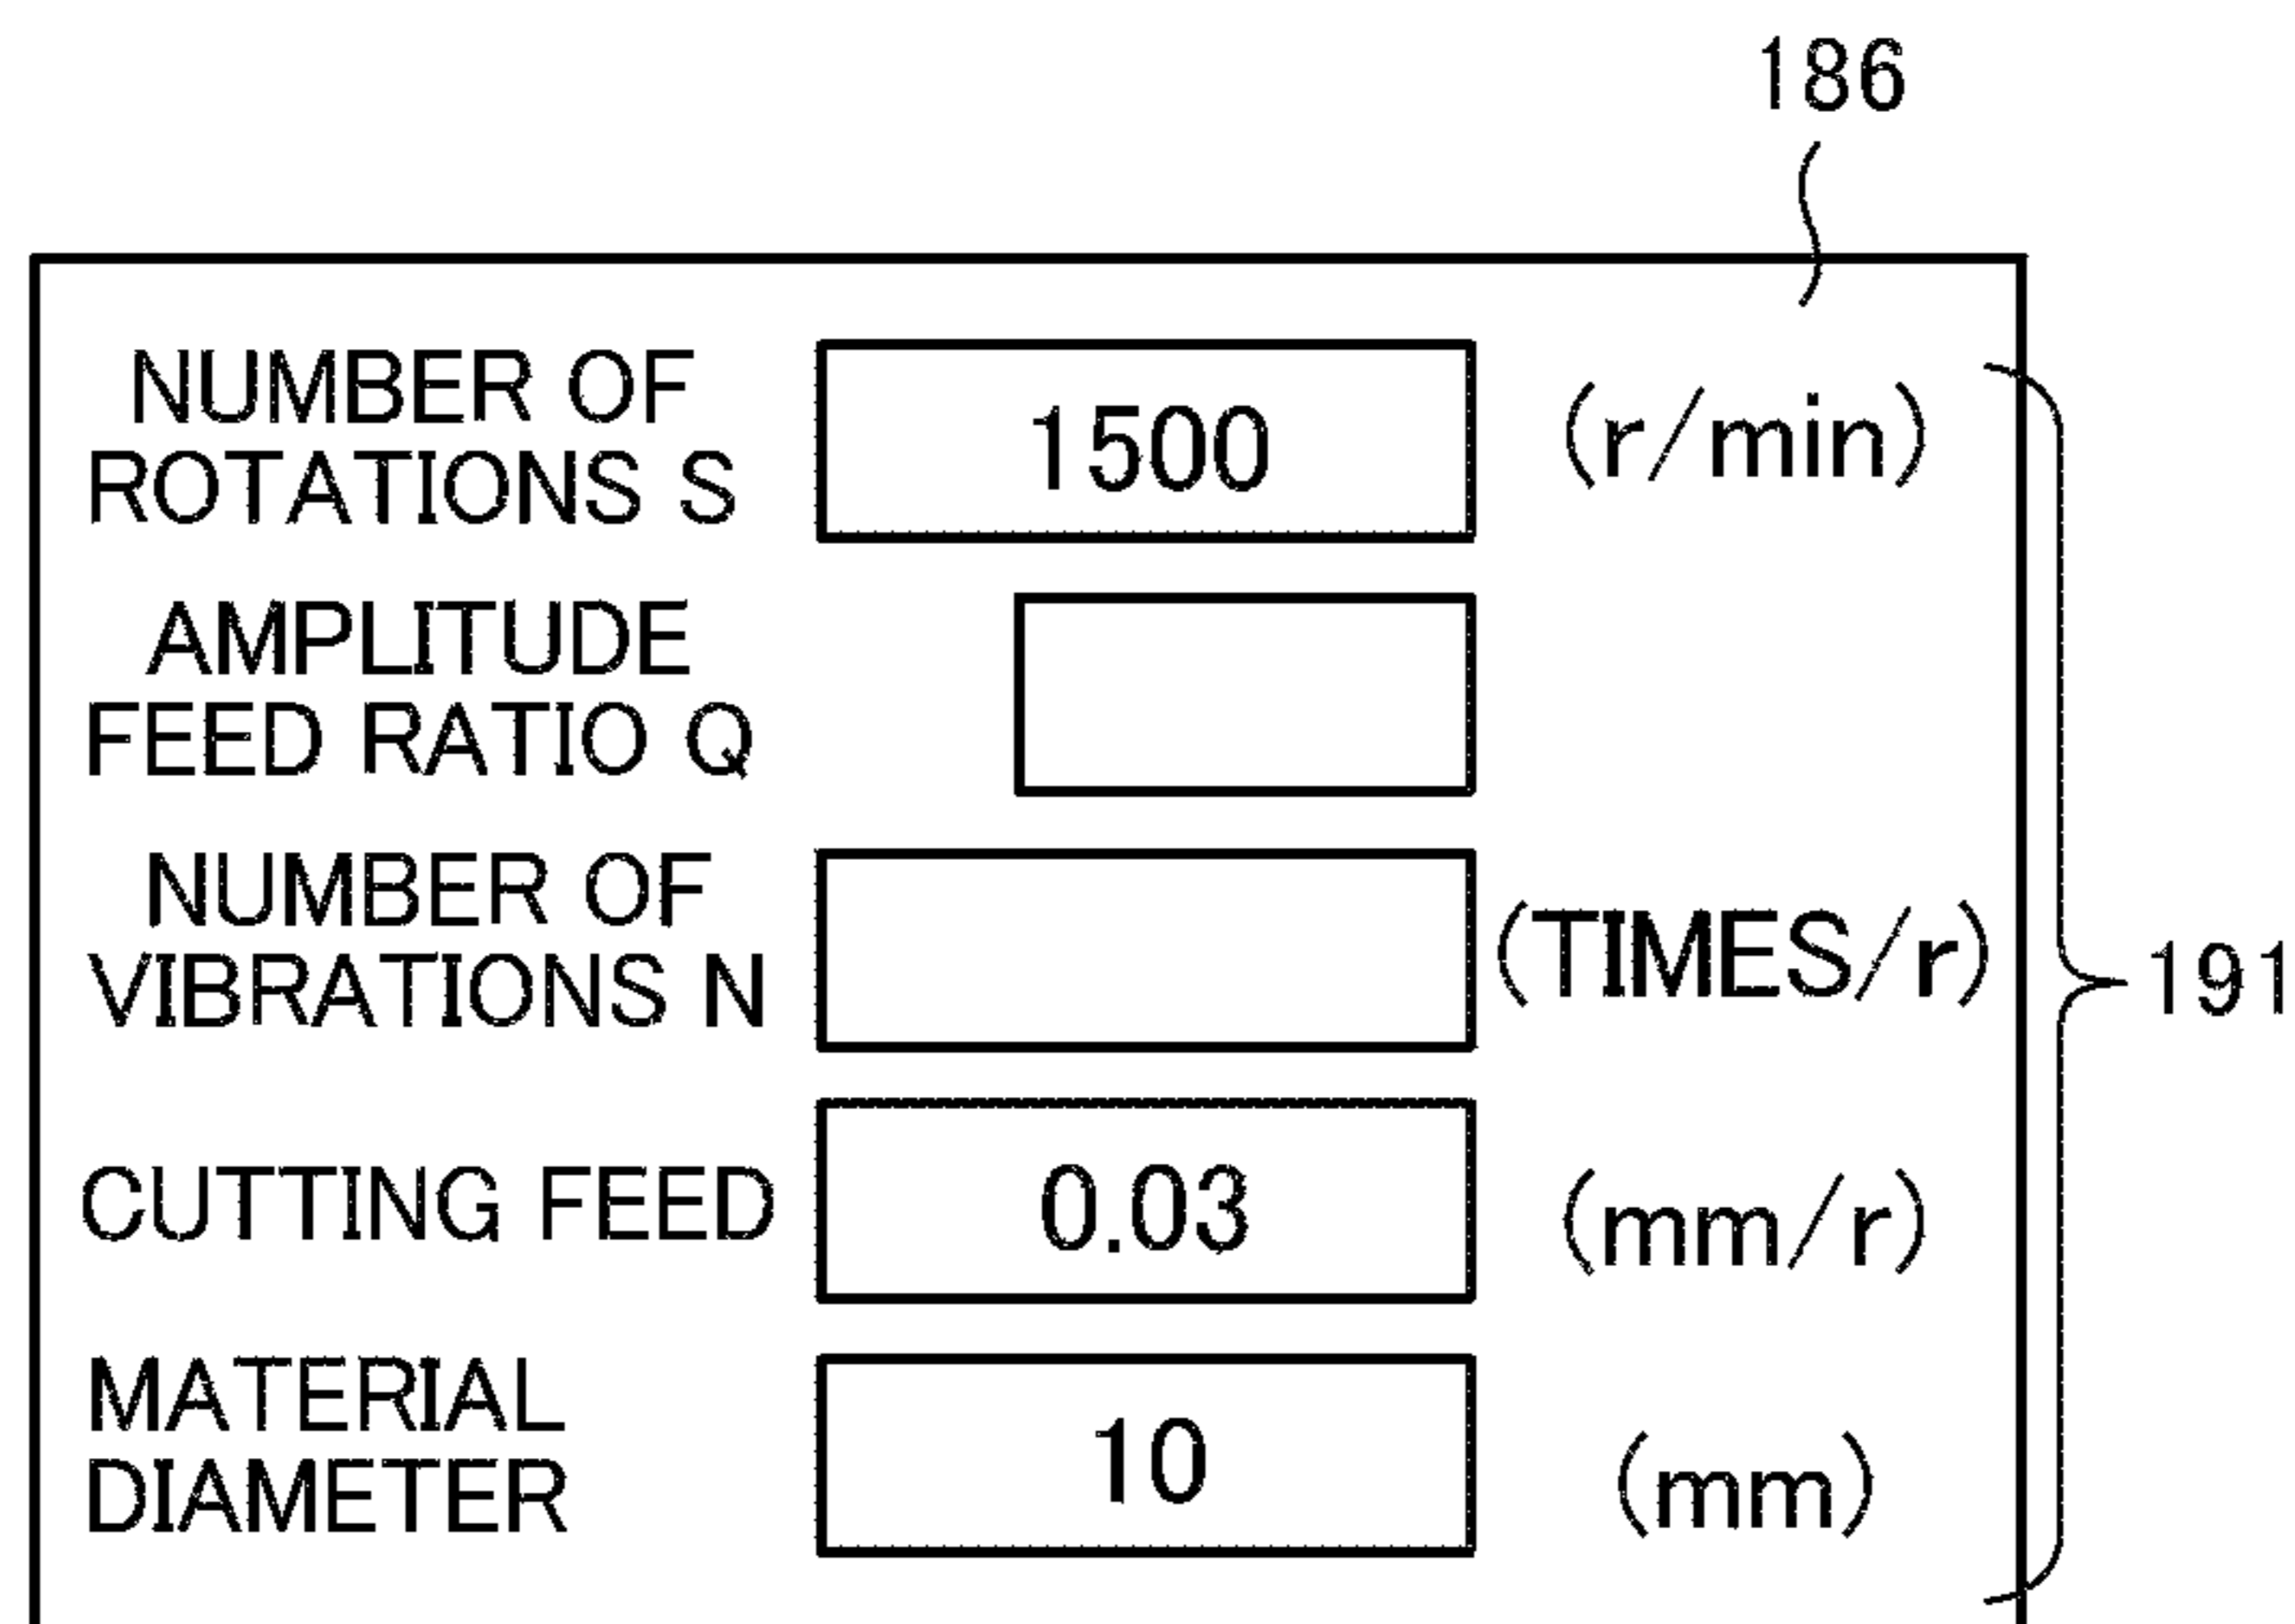 186
NUMBER OF
ROTATIONS S
1500
(r/min)
AMPLITUDE
FEED RATIO Q
NUMBER OF
VIBRATIONS N
(TIMES/r)
191
CUTTING FEED
0.03
(mm/r)
MATERIAL
DIAMETER
10
(mm)